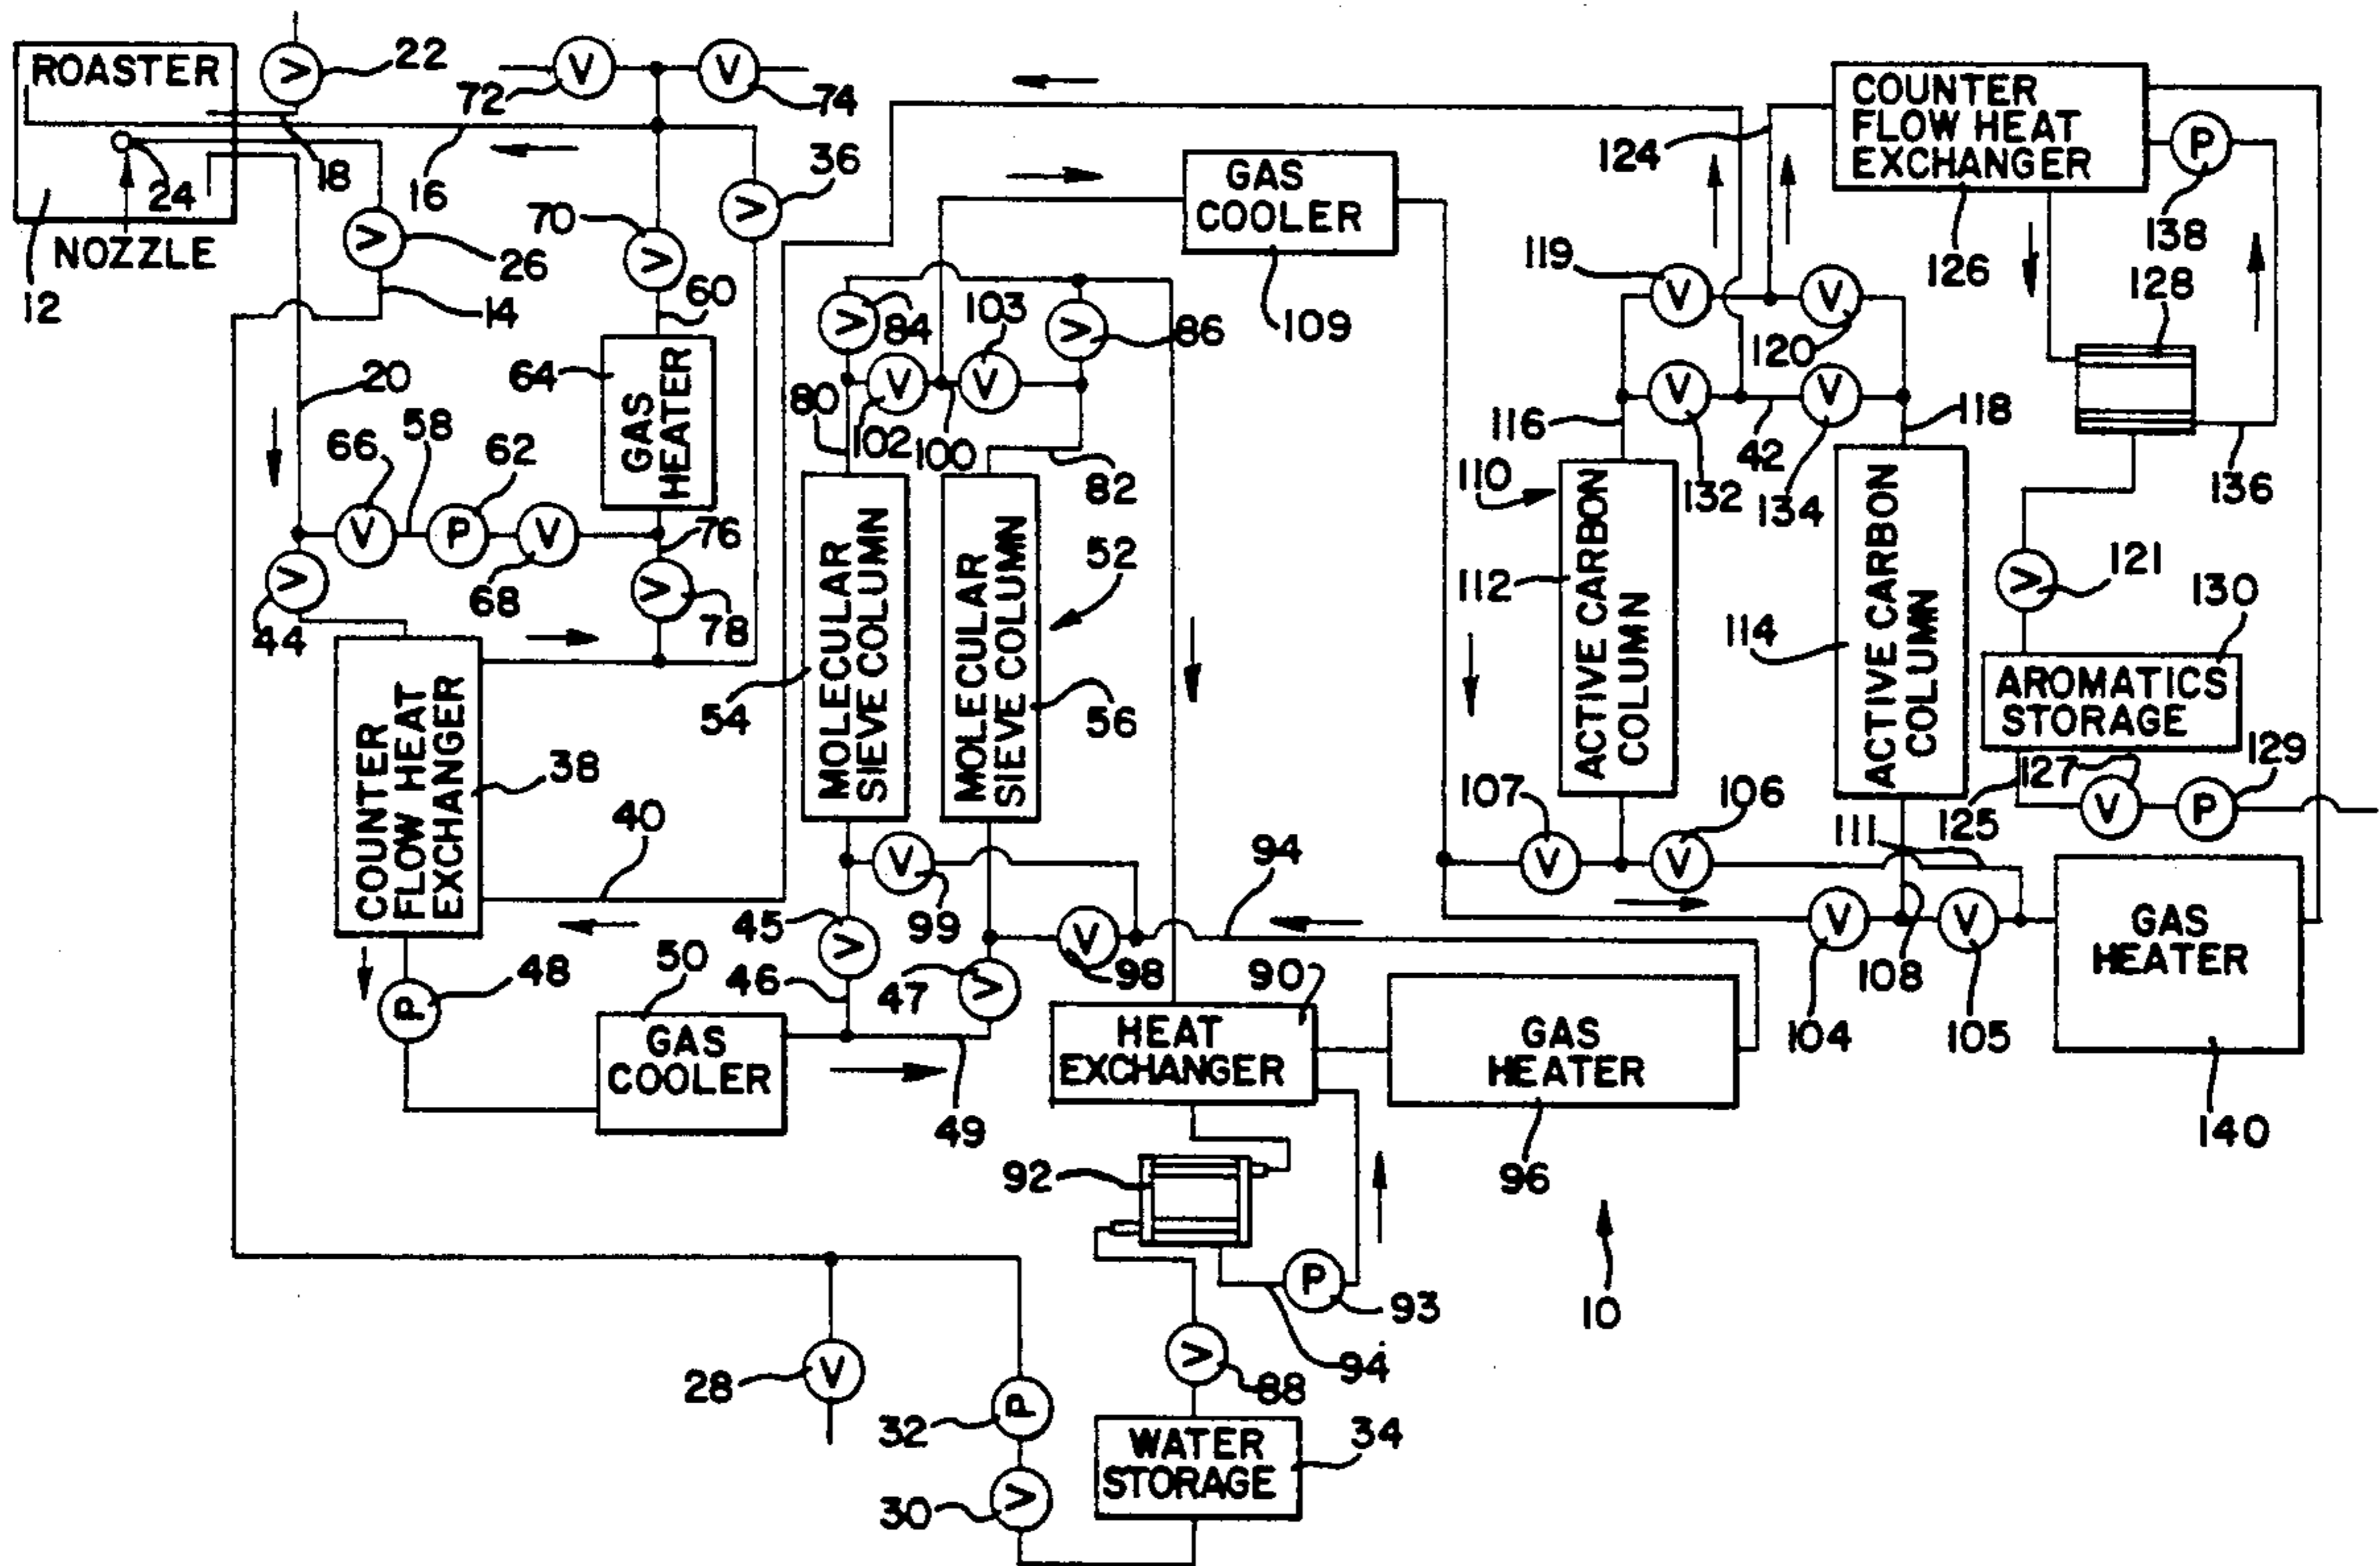 ROASTER
22
72
V
V
74
COUNTER
FLOW HEAT
EXCHANGER
V
24
18
16
36
124
P
138
GAS
COOLER
NOZZLE
12
V
26
14
70
V
60
V
119
V
V
126
128
V
84
103
V
86
109
120
20
64
GAS
HEATER
80
V
V
102
100
116
V
42
V
118
66
58
62
V
P
V
68
76
82
110
132
134
136
V
44
V
78
MOLECULAR
SIEVE COLUMN
MOLECULAR
SIEVE COLUMN
52
ACTIVE CARBON
COLUMN
112
ACTIVE CARBON
COLUMN
114
V
121
130
54
56
AROMATICS
STORAGE
COUNTER
FLOW HEAT
EXCHANGER
38
107
106
127
129
V
P
125
111
40
V
99
94
V
V
45
V
46
47
V
V
98
90
V
104
108
V
105
GAS
HEATER
140
P
48
50
GAS
COOLER
49
HEAT
EXCHANGER
GAS
HEATER
96
92
P
93
94
10
28
V
V
88
32
P
30
V
WATER
STORAGE
34